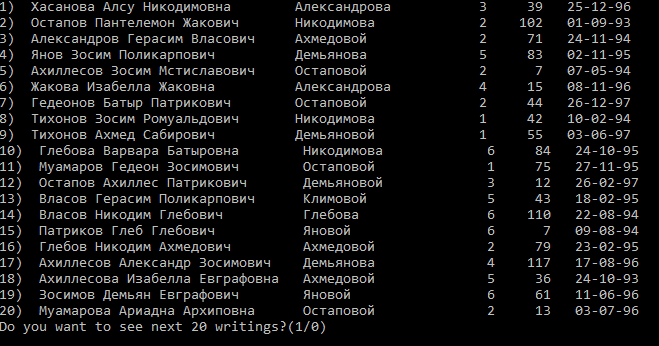 1) Хасанова Алсу Никодимовна Александрова 3 39 25-12-96
2) Остапов Пантелемон Жакович Никодимова 2 102 01-09-93
3) Александров Герасим Власович Ахмедовой 2 71 24-11-94
4) Янов Зосим Поликарпович Демьянова 5 83 02-11-95
5) Ахиллесов Зосим Мстиславович Остаповой 2 7 07-05-94
6) Жакова Изабелла Жаковна Александрова 4 15 08-11-96
7) Гедеонов Батыр Патрикович Остаповой 2 44 26-12-97
8) Тихонов Зосим Ромуальдович Никодимова 1 42 10-02-94
9) Тихонов Ахмед Сабирович Демьяновой 1 55 03-06-97
10) Глебова Варвара Батыровна Никодимова 6 84 24-10-95
11) Муамаров Гедеон Зосимович Остаповой 1 75 27-11-95
12) Остапов Ахиллес Патрикович Демьяновой 3 12 26-02-97
13) Власов Герасим Поликарпович Климовой 5 43 18-02-95
14) Власов Никодим Глебович Глебова 6 110 22-08-94
15) Патриков Глеб Глебович Яновой 6 7 09-08-94
16) Глебов Никодим Ахмедович Ахмедовой 2 79 23-02-95
17) Ахиллесов Александр Зосимович Демьянова 4 117 17-08-96
18) Ахиллесова Изабелла Евграфовна Ахмедовой 5 36 24-10-93
19) Зосимов Демьян Евграфович Яновой 6 61 11-06-96
20) Муамарова Ариадна Архиповна Остаповой 2 13 03-07-96
Do you want to see next 20 writings?(1/0)